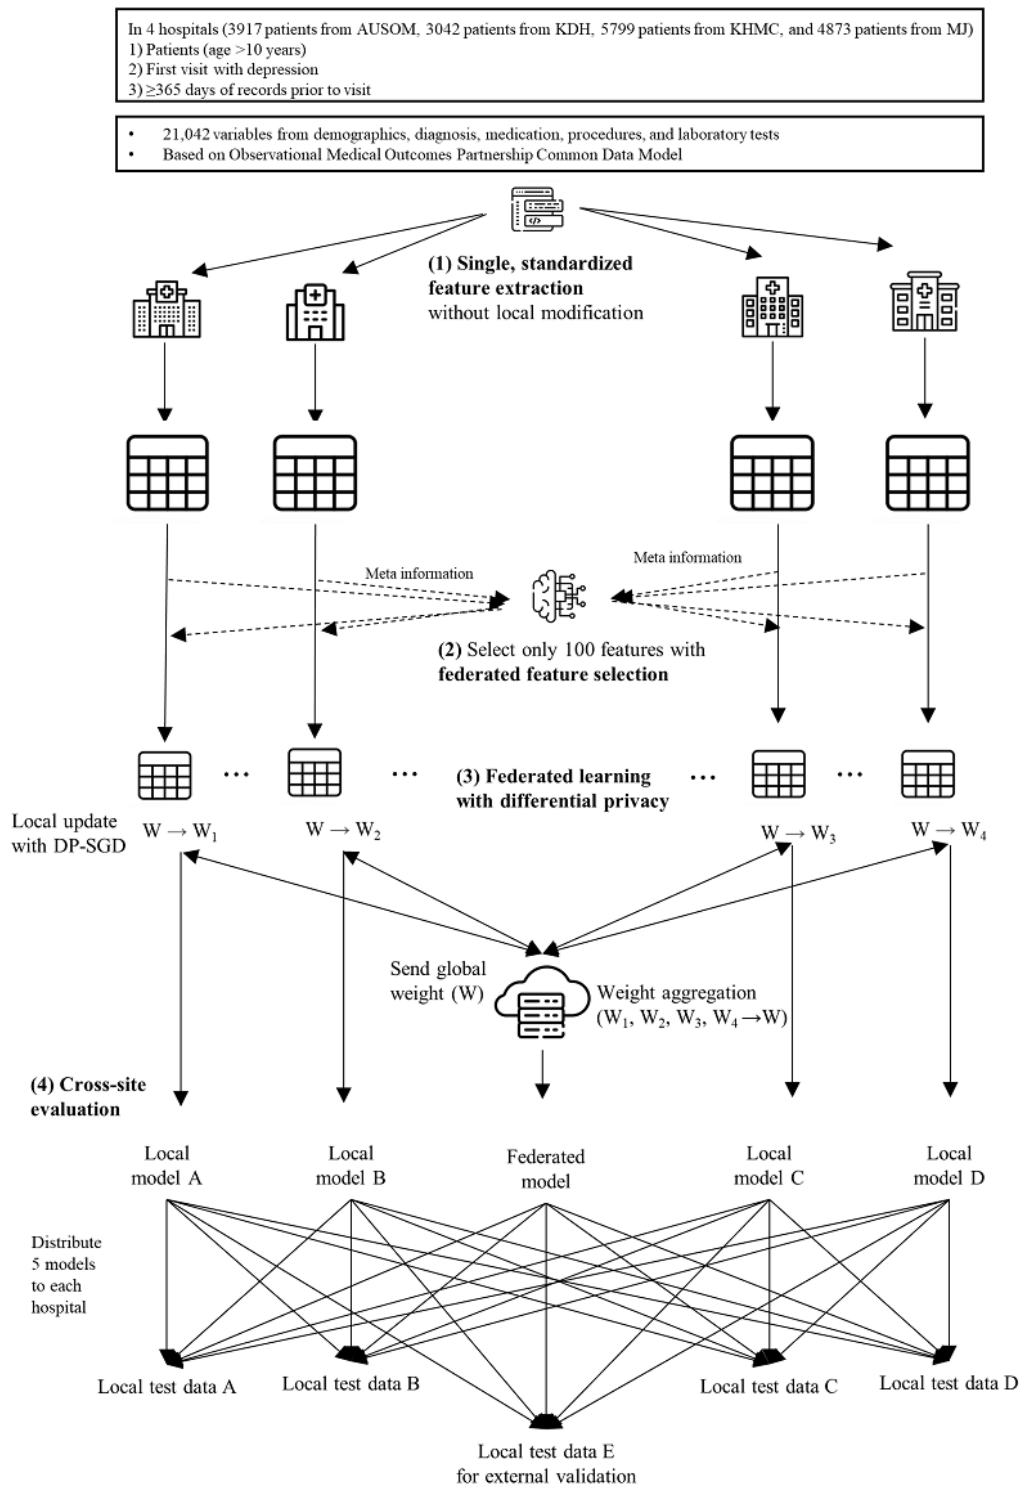 In 4 hospitals (3917 patients from AUSOM, 3042 patients from KDH, 5799 patients from KHMC, and 4873 patients from MJ)
1) Patients (age >10 years)
2) First visit with depression
3) ≥365 days of records prior to visit
• 21,042 variables from demographics, diagnosis, medication, procedures, and laboratory tests
• Based on Observational Medical Outcomes Partnership Common Data Model
(1) Single, standardized
feature extraction
without local modification
Meta information
Meta information
(2) Select only 100 features with
federated feature selection
... ... ... ...
(3) Federated learning
with differential privacy
Local update
with DP-SGD
W → W₁
W → W₂
W → W₃
W → W₄
Send global
weight (W)
Weight aggregation
(W₁, W₂, W₃, W₄→W)
(4) Cross-site
evaluation
Local
model A
Local
model B
Federated
model
Local
model C
Local
model D
Distribute
5 models
to each
hospital
Local test data A
Local test data B
Local test data C
Local test data D
Local test data E
for external validation